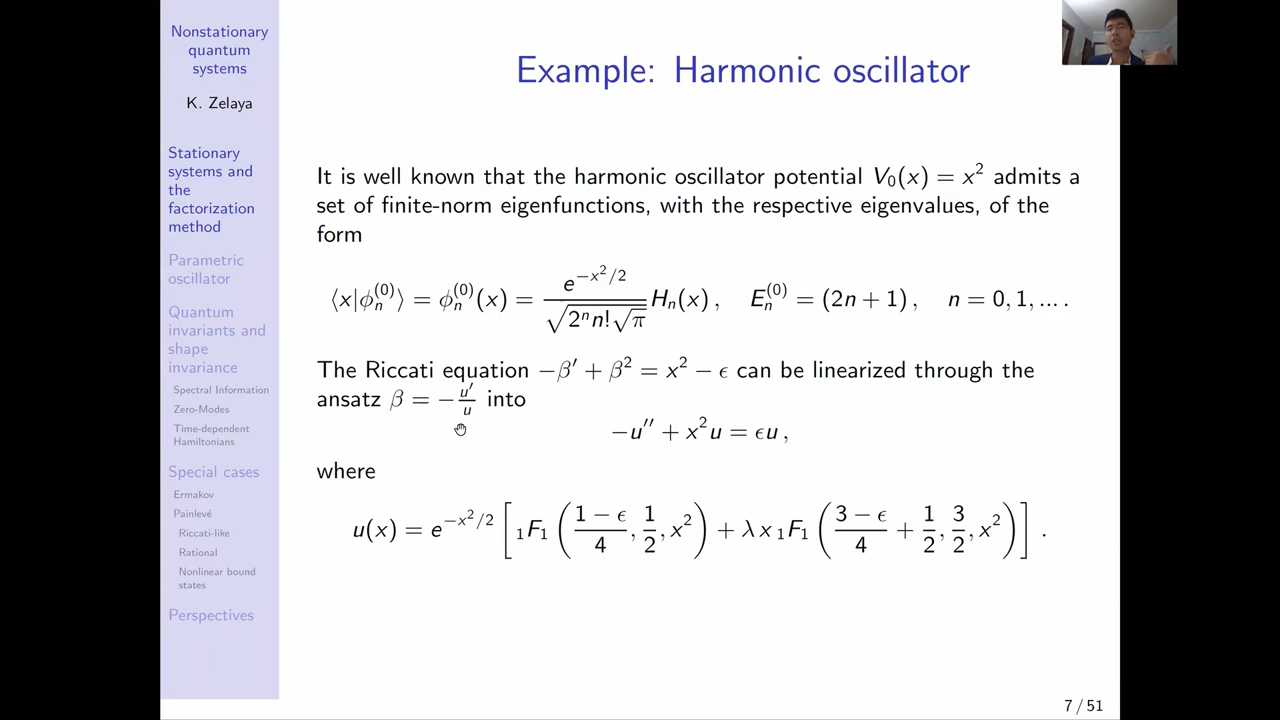 Nonstationary
quantum
systems
K. Zelaya
Stationary
systems and
the
factorization
method
Parametric
oscillator
Quantum
invariants and
shape
invariance
Spectral Information
Zero-Modes
Time-dependent
Hamiltonians
Special cases
Ermakov
Painlevé
Riccati-like
Rational
Nonlinear bound
states
Perspectives
Example: Harmonic oscillator
It is well known that the harmonic oscillator potential V₀(x) = x² admits a
set of finite-norm eigenfunctions, with the respective eigenvalues, of the
form
⟨x|ϕₙ⁽⁰⁾⟩ = ϕₙ⁽⁰⁾(x) = e^{−x²/2} / √(2ⁿn!√π) Hₙ(x) ,   Eₙ⁽⁰⁾ = (2n + 1) ,   n = 0, 1, ... .
The Riccati equation −β′ + β² = x² − ϵ can be linearized through the
ansatz β = −u′/u into
−u′′ + x²u = ϵu ,
where
u(x) = e^{−x²/2} [ ₁F₁ ( (1 − ϵ)/4 , 1/2 , x² ) + λ x ₁F₁ ( (3 − ϵ)/4 + 1/2 , 3/2 , x² ) ] .
7 / 51